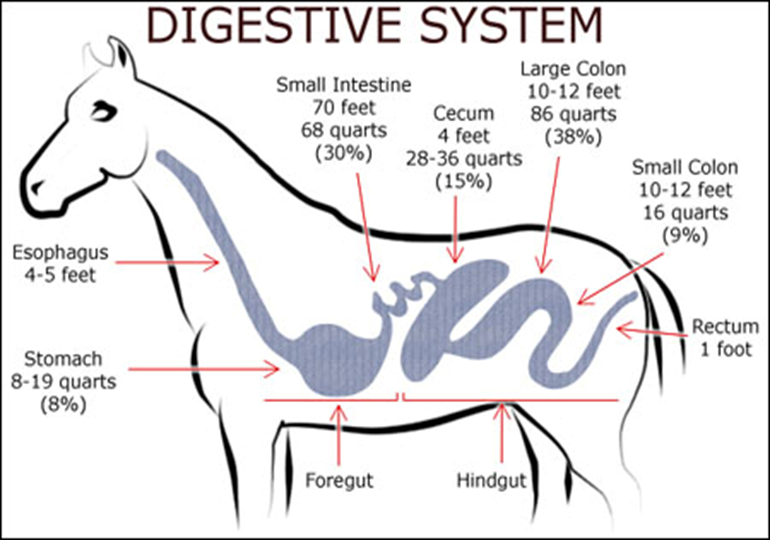 DIGESTIVE SYSTEM
Small Intestine
70 feet
68 quarts
(30%)
Cecum
4 feet
28-36 quarts
(15%)
Large Colon
10-12 feet
86 quarts
(38%)
Small Colon
10-12 feet
16 quarts
(9%)
Esophagus
4-5 feet
Rectum
1 foot
Stomach
8-19 quarts
(8%)
Foregut
Hindgut